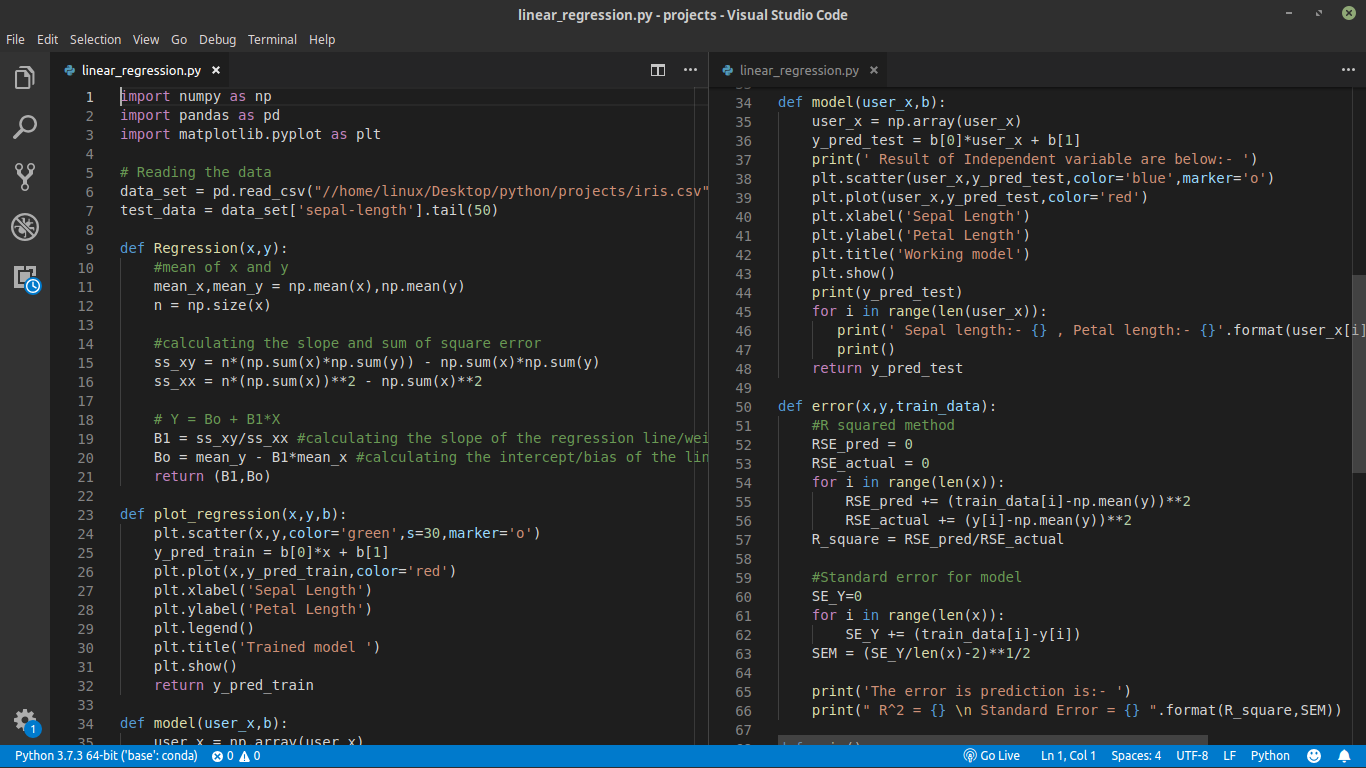 linear_regression.py - projects - Visual Studio Code
File Edit Selection View Go Debug Terminal Help
linear_regression.py
1 import numpy as np
2 import pandas as pd
3 import matplotlib.pyplot as plt
4
5 # Reading the data
6 data_set = pd.read_csv("//home/linux/Desktop/python/projects/iris.csv"
7 test_data = data_set['sepal-length'].tail(50)
8
9 def Regression(x,y):
10 #mean of x and y
11 mean_x,mean_y = np.mean(x),np.mean(y)
12 n = np.size(x)
13
14 #calculating the slope and sum of square error
15 ss_xy = n*(np.sum(x)*np.sum(y)) - np.sum(x)*np.sum(y)
16 ss_xx = n*(np.sum(x))**2 - np.sum(x)**2
17
18 # Y = Bo + B1*X
19 B1 = ss_xy/ss_xx #calculating the slope of the regression line/wei
20 Bo = mean_y - B1*mean_x #calculating the intercept/bias of the lin
21 return (B1,Bo)
22
23 def plot_regression(x,y,b):
24 plt.scatter(x,y,color='green',s=30,marker='o')
25 y_pred_train = b[0]*x + b[1]
26 plt.plot(x,y_pred_train,color='red')
27 plt.xlabel('Sepal Length')
28 plt.ylabel('Petal Length')
29 plt.legend()
30 plt.title('Trained model ')
31 plt.show()
32 return y_pred_train
33
34 def model(user_x,b):
35 user_x = np.array(user_x)
linear_regression.py
34 def model(user_x,b):
35 user_x = np.array(user_x)
36 y_pred_test = b[0]*user_x + b[1]
37 print(' Result of Independent variable are below:- ')
38 plt.scatter(user_x,y_pred_test,color='blue',marker='o')
39 plt.plot(user_x,y_pred_test,color='red')
40 plt.xlabel('Sepal Length')
41 plt.ylabel('Petal Length')
42 plt.title('Working model')
43 plt.show()
44 print(y_pred_test)
45 for i in range(len(user_x)):
46 print(' Sepal length:- {} , Petal length:- {}'.format(user_x[i]
47 print()
48 return y_pred_test
49
50 def error(x,y,train_data):
51 #R squared method
52 RSE_pred = 0
53 RSE_actual = 0
54 for i in range(len(x)):
55 RSE_pred += (train_data[i]-np.mean(y))**2
56 RSE_actual += (y[i]-np.mean(y))**2
57 R_square = RSE_pred/RSE_actual
58
59 #Standard error for model
60 SE_Y=0
61 for i in range(len(x)):
62 SE_Y += (train_data[i]-y[i])
63 SEM = (SE_Y/len(x)-2)**1/2
64
65 print('The error is prediction is:- ')
66 print(" R^2 = {} \n Standard Error = {} ".format(R_square,SEM))
67
1
Python 3.7.3 64-bit ('base': conda) 0 0 Go Live Ln 1, Col 1 Spaces: 4 UTF-8 LF Python